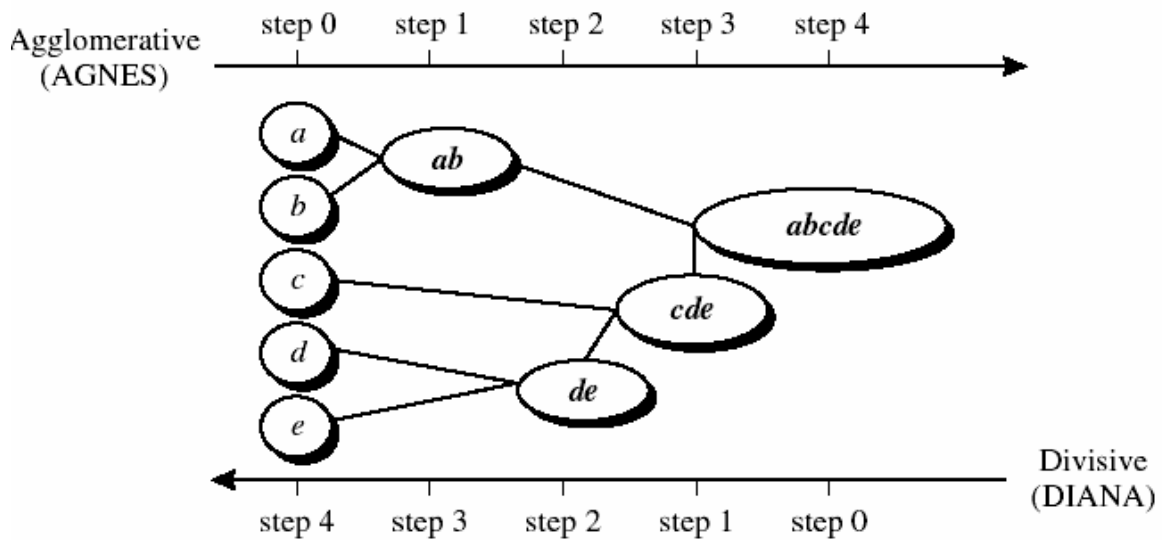 step 0 step 1 step 2 step 3 step 4
Agglomerative
(AGNES)
a
ab
b
abcde
c
cde
d
de
e
Divisive
(DIANA)
step 4 step 3 step 2 step 1 step 0